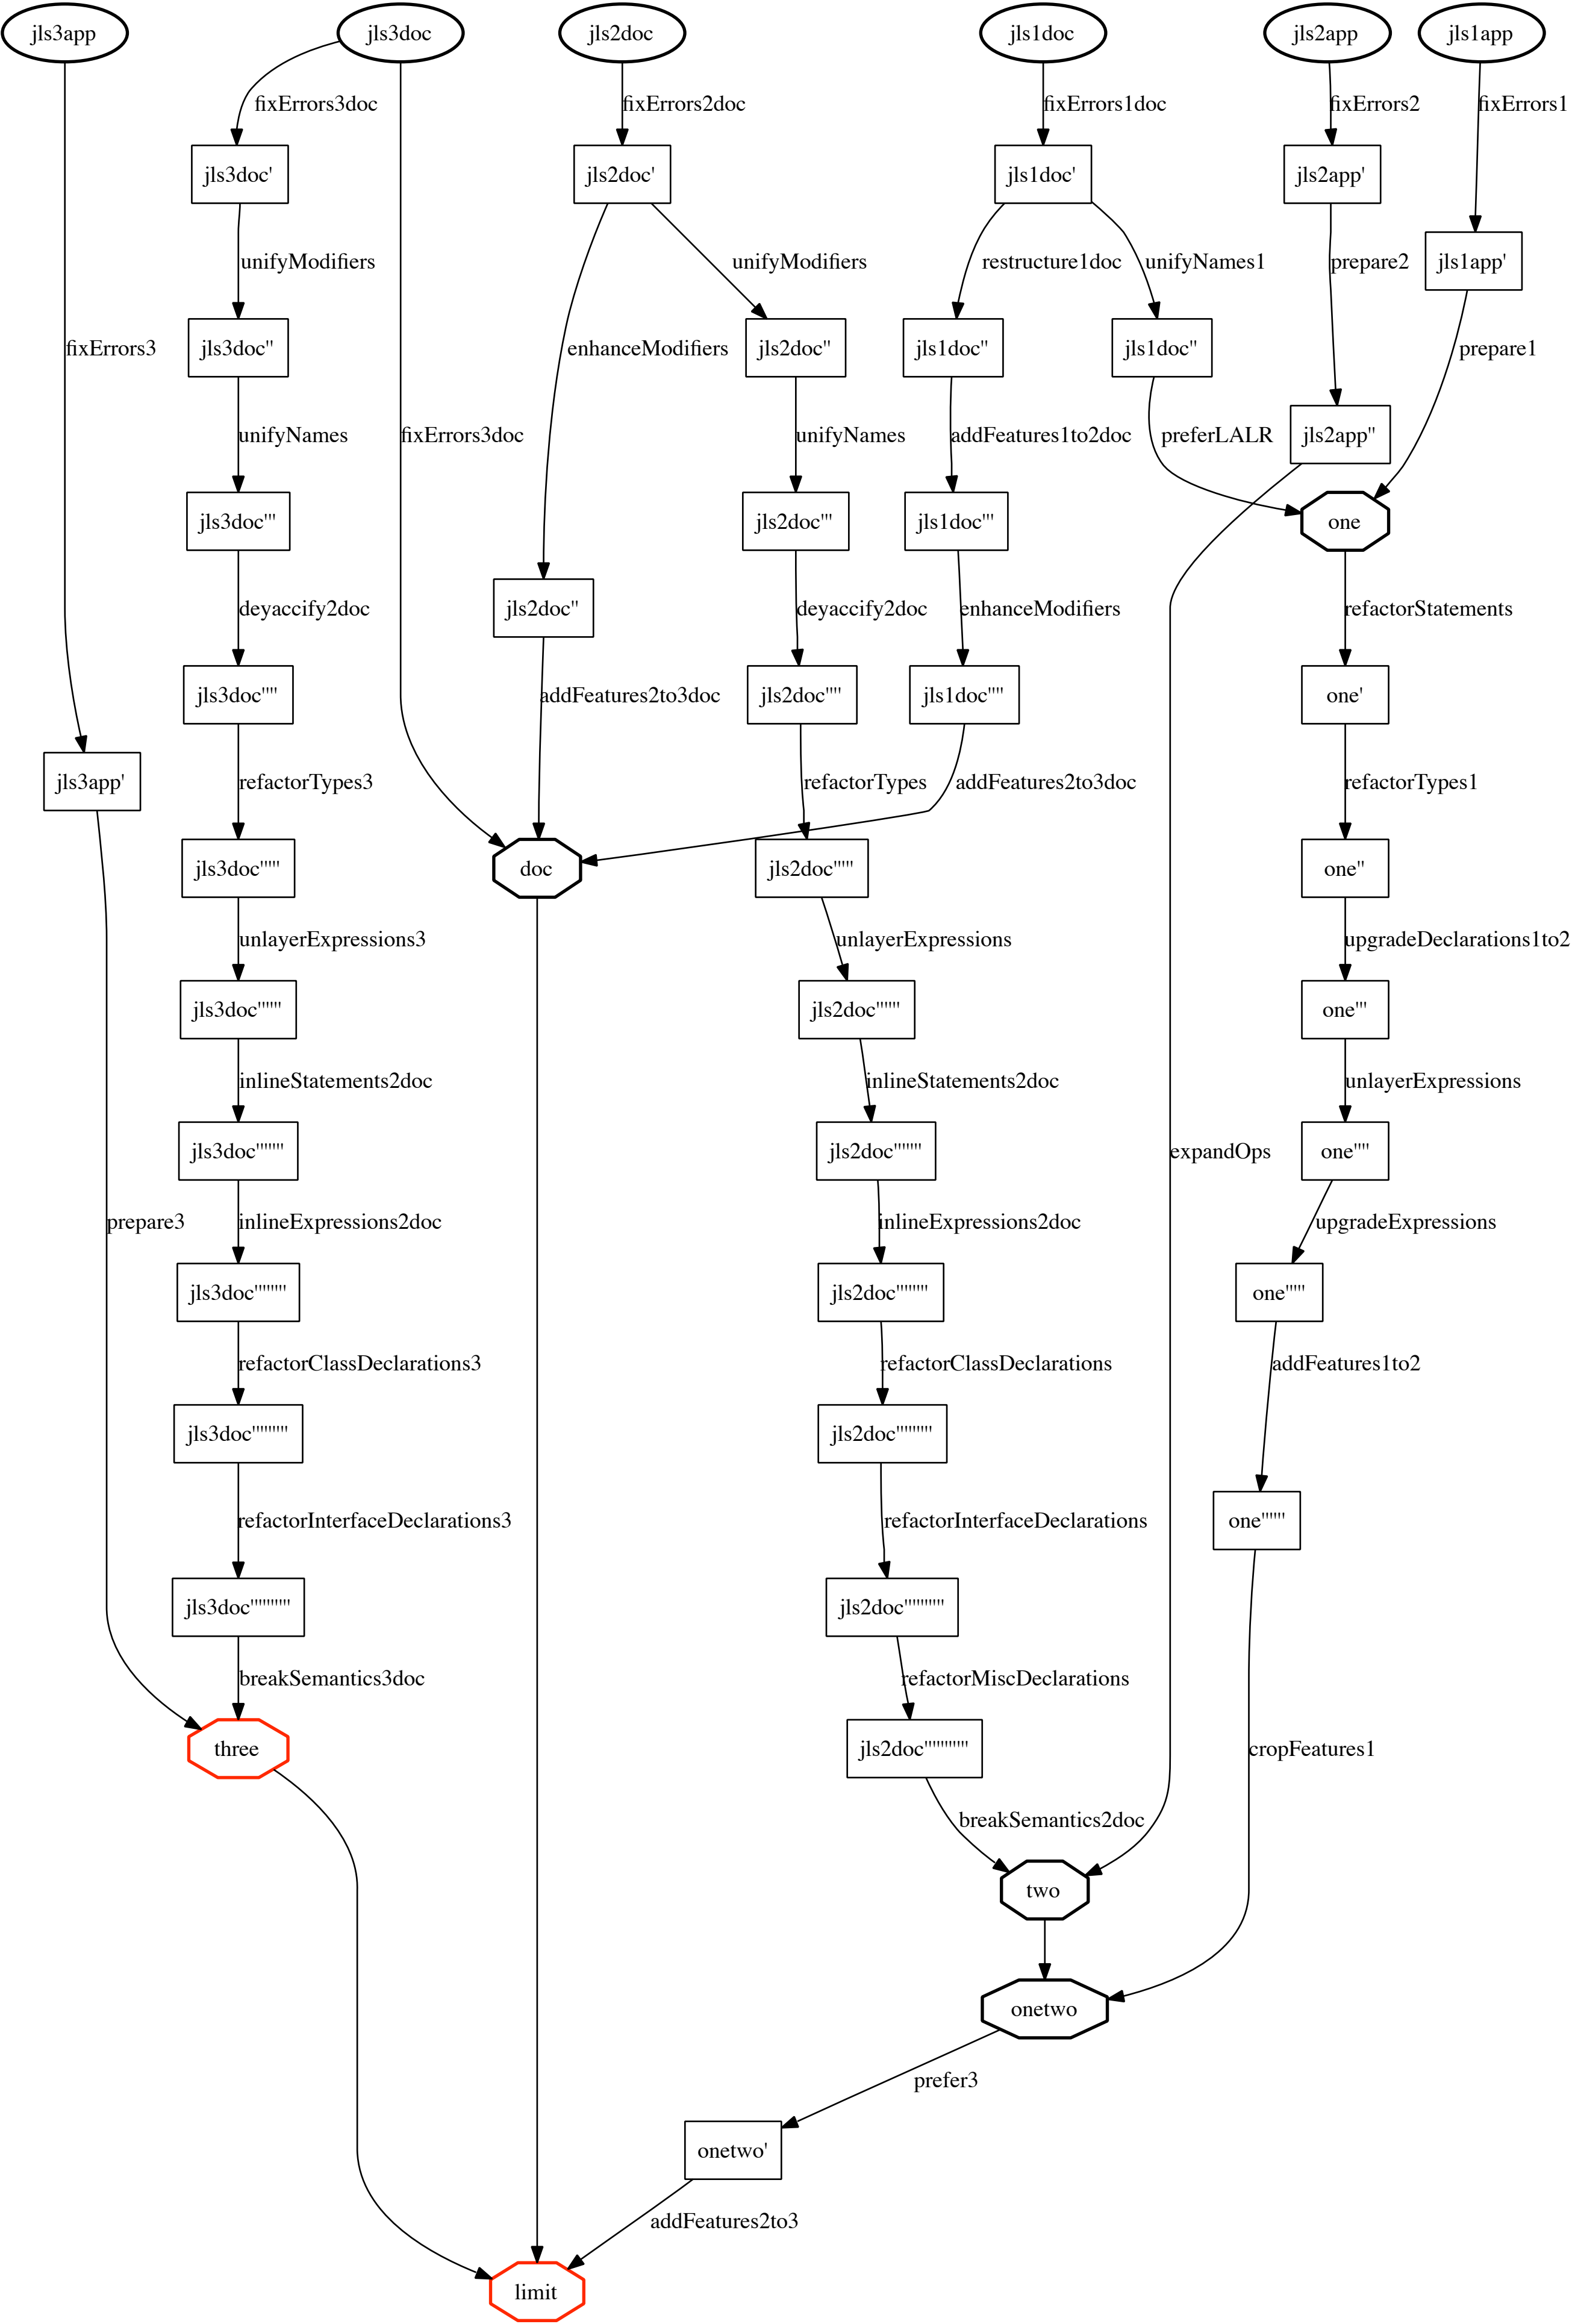 jls3app
jls3doc
jls2doc
jls1doc
jls2app
jls1app
fixErrors3doc
fixErrors2doc
fixErrors1doc
fixErrors2
fixErrors1
jls3doc'
jls2doc'
jls1doc'
jls2app'
unifyModifiers
unifyModifiers
restructure1doc
unifyNames1
prepare2
jls1app'
fixErrors3
jls3doc''
enhanceModifiers
jls2doc''
jls1doc''
jls1doc''
prepare1
unifyNames
fixErrors3doc
unifyNames
addFeatures1to2doc
preferLALR
jls2app''
jls3doc'''
jls2doc'''
jls1doc'''
one
deyaccify2doc
jls2doc''
deyaccify2doc
enhanceModifiers
refactorStatements
jls3doc''''
addFeatures2to3doc
jls2doc''''
jls1doc''''
one'
jls3app'
refactorTypes3
refactorTypes
addFeatures2to3doc
refactorTypes1
jls3doc'''''
doc
jls2doc'''''
one''
unlayerExpressions3
unlayerExpressions
upgradeDeclarations1to2
jls3doc''''''
jls2doc''''''
one'''
inlineStatements2doc
inlineStatements2doc
unlayerExpressions
jls3doc'''''''
jls2doc'''''''
expandOps
one''''
prepare3
inlineExpressions2doc
inlineExpressions2doc
upgradeExpressions
jls3doc''''''''
jls2doc''''''''
one'''''
refactorClassDeclarations3
refactorClassDeclarations
addFeatures1to2
jls3doc'''''''''
jls2doc'''''''''
refactorInterfaceDeclarations3
refactorInterfaceDeclarations
one''''''
jls3doc''''''''''
jls2doc''''''''''
breakSemantics3doc
refactorMiscDeclarations
three
jls2doc'''''''''''
cropFeatures1
breakSemantics2doc
two
onetwo
prefer3
onetwo'
addFeatures2to3
limit